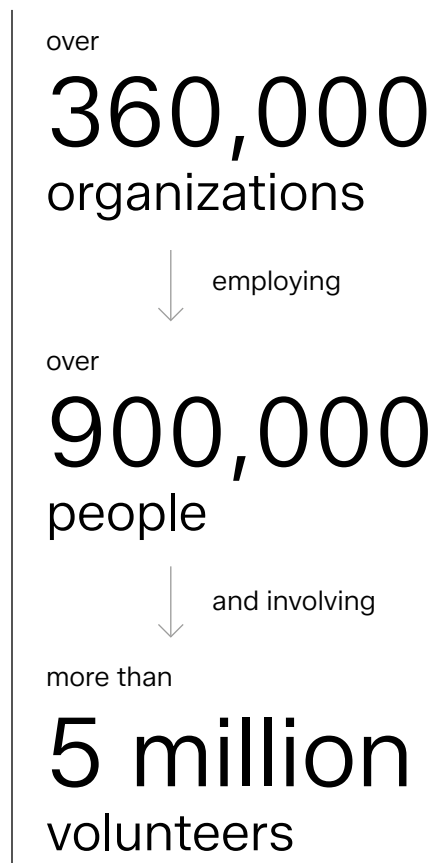 over
360,000
organizations
employing
over
900,000
people
and involving
more than
5 million
volunteers